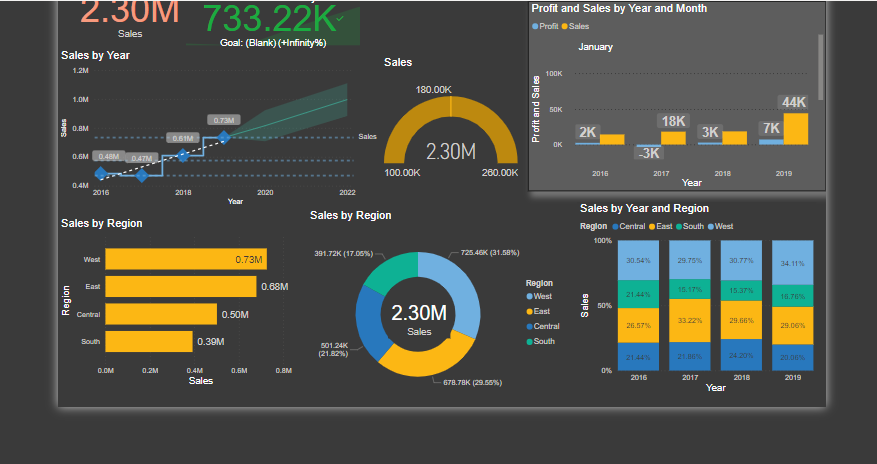 2.30M
Sales
733.22K
Goal: (Blank) (+Infinity%)
Profit and Sales by Year and Month
Profit Sales
January
100K
50K
0K
Profit and Sales
2K
-3K
18K
3K
7K
44K
2016 2017 2018 2019
Year
Sales by Year
1.2M
1.0M
0.8M
0.6M
0.4M
Sales
0.48M
0.47M
0.61M
0.73M
Sales
2016 2018 2020 2022
Year
Sales
180.00K
2.30M
100.00K 260.00K
Sales by Region
Region
West 0.73M
East 0.68M
Central 0.50M
South 0.39M
0.0M 0.2M 0.4M 0.6M 0.8M
Sales
Sales by Region
391.72K (17.05%)
725.46K (31.58%)
2.30M
Sales
501.24K
(21.82%)
678.78K (29.55%)
Region
West
East
Central
South
Sales by Year and Region
Region Central East South West
100%
50%
0%
Sales
30.54% 29.75% 30.77% 34.11%
21.44% 15.17% 15.37%
26.57% 33.22% 29.66% 29.06%
21.44% 24.20%
2016 2017 2018 2019
Year